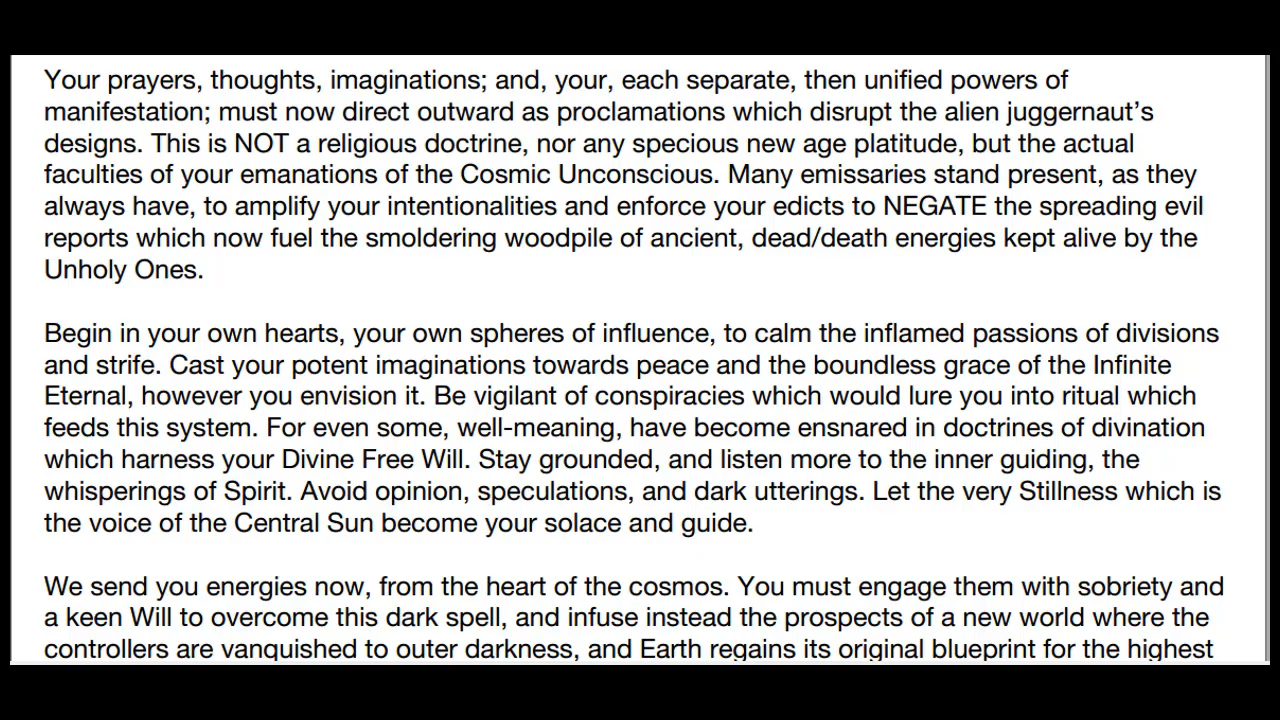 Your prayers, thoughts, imaginations; and, your, each separate, then unified powers of
manifestation; must now direct outward as proclamations which disrupt the alien juggernaut’s
designs. This is NOT a religious doctrine, nor any specious new age platitude, but the actual
faculties of your emanations of the Cosmic Unconscious. Many emissaries stand present, as they
always have, to amplify your intentionalities and enforce your edicts to NEGATE the spreading evil
reports which now fuel the smoldering woodpile of ancient, dead/death energies kept alive by the
Unholy Ones.
Begin in your own hearts, your own spheres of influence, to calm the inflamed passions of divisions
and strife. Cast your potent imaginations towards peace and the boundless grace of the Infinite
Eternal, however you envision it. Be vigilant of conspiracies which would lure you into ritual which
feeds this system. For even some, well-meaning, have become ensnared in doctrines of divination
which harness your Divine Free Will. Stay grounded, and listen more to the inner guiding, the
whisperings of Spirit. Avoid opinion, speculations, and dark utterings. Let the very Stillness which is
the voice of the Central Sun become your solace and guide.
We send you energies now, from the heart of the cosmos. You must engage them with sobriety and
a keen Will to overcome this dark spell, and infuse instead the prospects of a new world where the
controllers are vanquished to outer darkness, and Earth regains its original blueprint for the highest